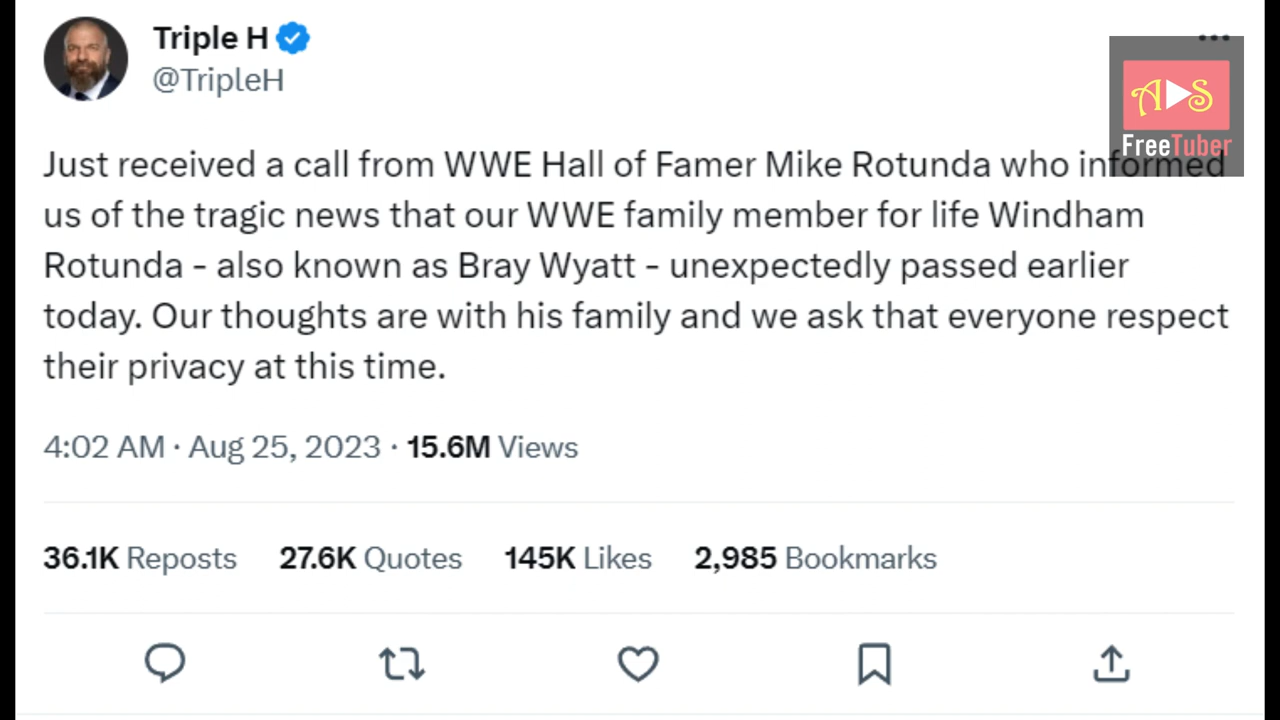 Triple H
@TripleH
A S
FreeTuber
Just received a call from WWE Hall of Famer Mike Rotunda who informed
us of the tragic news that our WWE family member for life Windham
Rotunda - also known as Bray Wyatt - unexpectedly passed earlier
today. Our thoughts are with his family and we ask that everyone respect
their privacy at this time.
4:02 AM · Aug 25, 2023 · 15.6M Views
36.1K Reposts 27.6K Quotes 145K Likes 2,985 Bookmarks